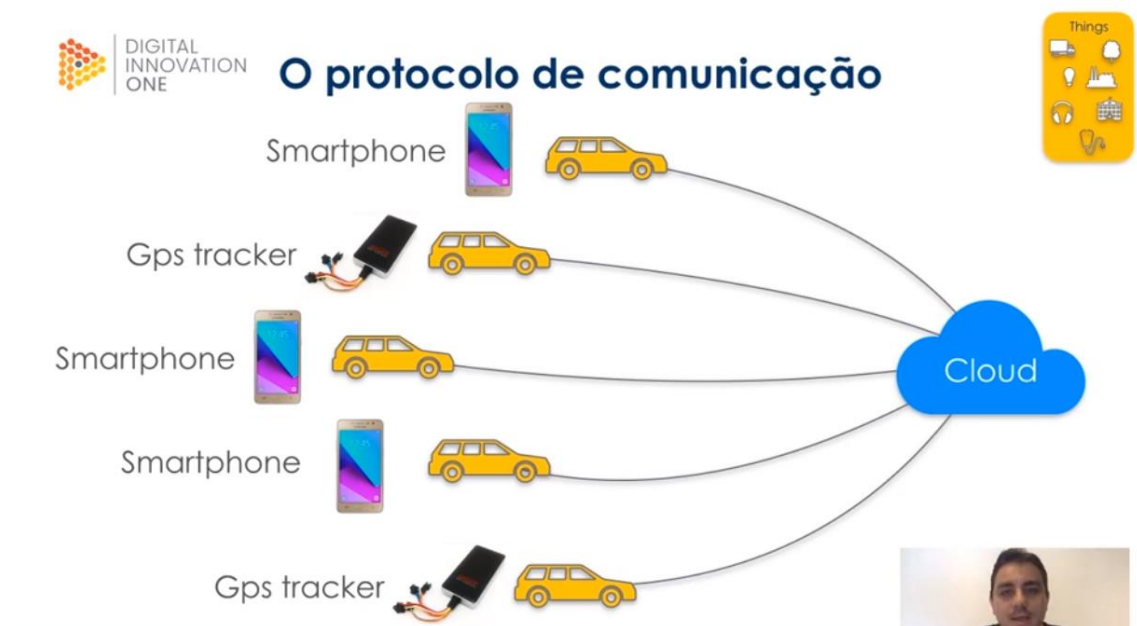 DIGITAL
INNOVATION
ONE
O protocolo de comunicação
Things
Smartphone
Gps tracker
Smartphone
Cloud
Smartphone
Gps tracker